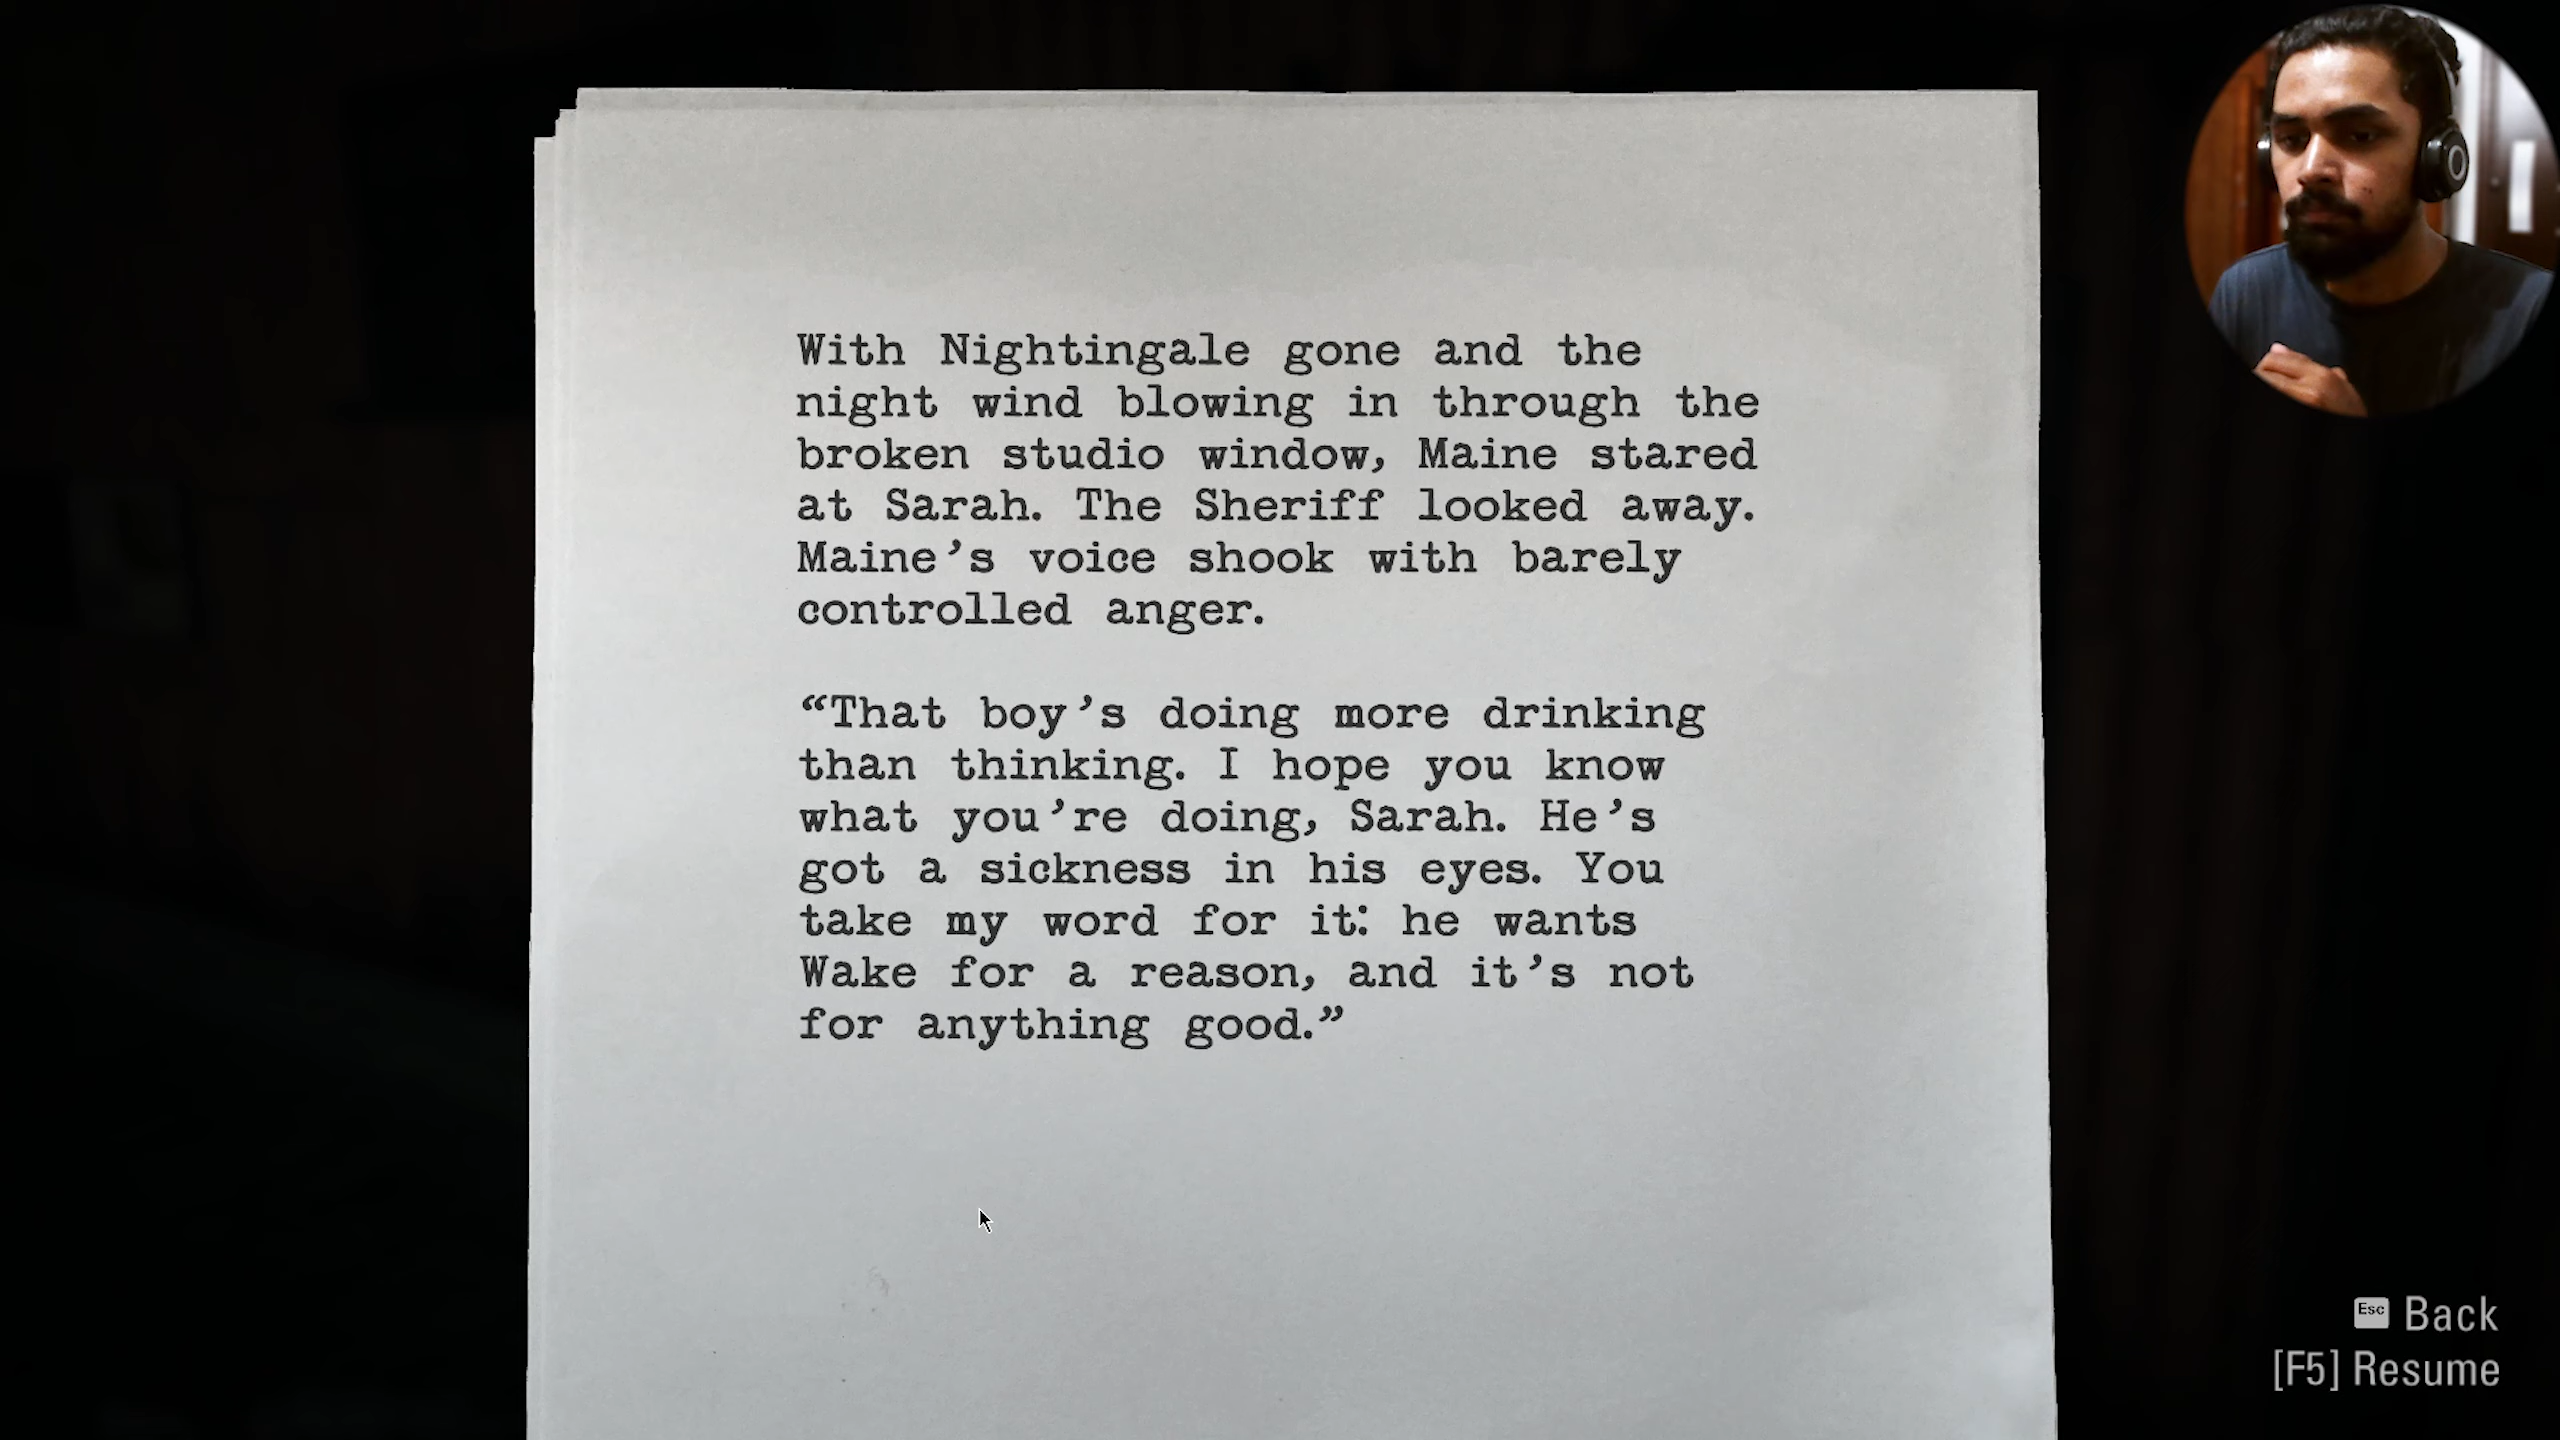 With Nightingale gone and the
night wind blowing in through the
broken studio window, Maine stared
at Sarah. The Sheriff looked away.
Maine’s voice shook with barely
controlled anger.
“That boy’s doing more drinking
than thinking. I hope you know
what you’re doing, Sarah. He’s
got a sickness in his eyes. You
take my word for it: he wants
Wake for a reason, and it’s not
for anything good.”
Esc Back
[F5] Resume